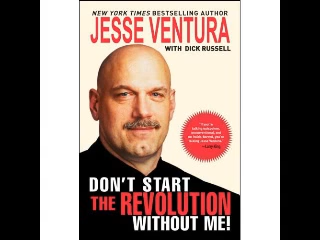 NEW YORK TIMES BESTSELLING AUTHOR
JESSE VENTURA
WITH DICK RUSSELL
DON'T START
THE REVOLUTION
WITHOUT ME!